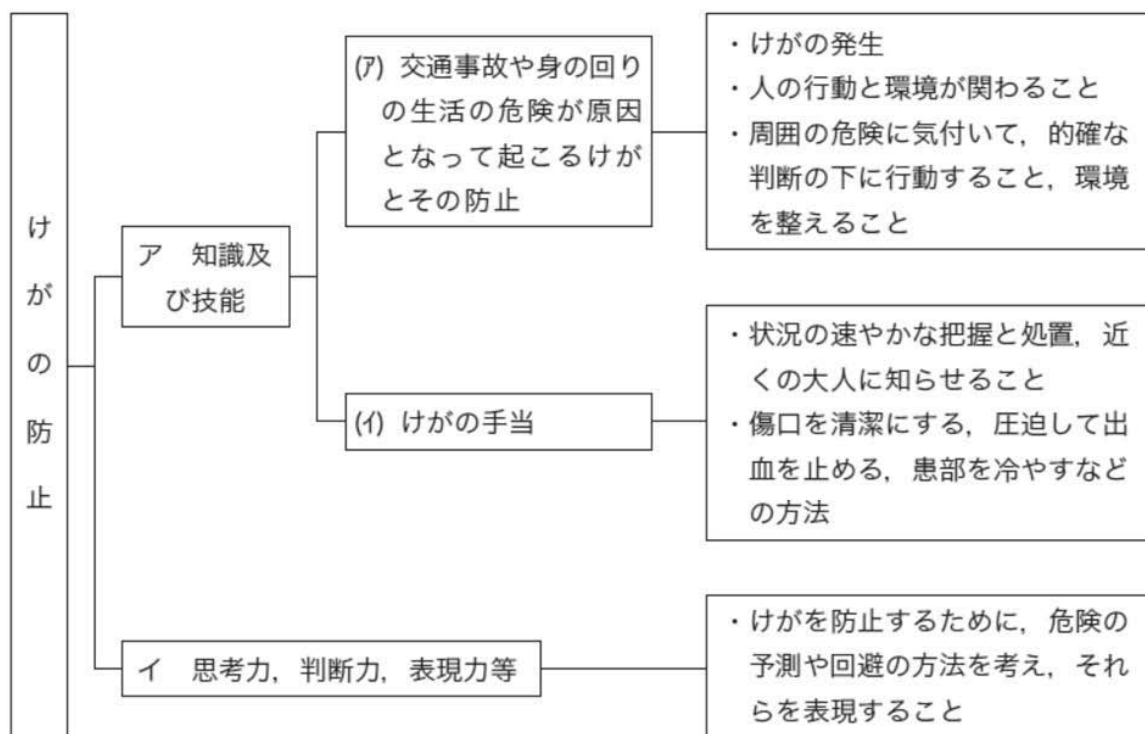 けがの防止
ア　知識及
び技能
(ア) 交通事故や身の回り
の生活の危険が原因
となって起こるけが
とその防止
・けがの発生
・人の行動と環境が関わること
・周囲の危険に気付いて，的確な
判断の下に行動すること，環境
を整えること
(イ) けがの手当
・状況の速やかな把握と処置，近
くの大人に知らせること
・傷口を清潔にする，圧迫して出
血を止める，患部を冷やすなど
の方法
イ　思考力，判断力，表現力等
・けがを防止するために，危険の
予測や回避の方法を考え，それ
らを表現すること